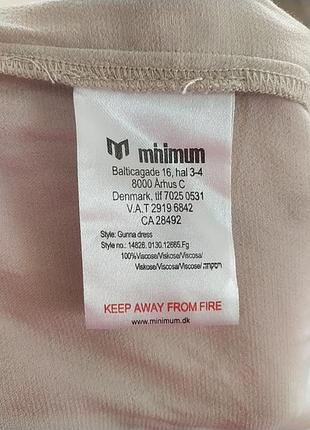 minimum
Balticagade 16, hal 3-4
8000 Århus C
Denmark, tlf 7025 0531
V.A.T 2919 6842
CA 28492
Style: Gunna dress
Style no.: 14826. 0130.12665.Fg
100%Viscose/Viskose/Viscosa/
Viskose/Viscosa/Viscose/ויסקוזה
KEEP AWAY FROM FIRE
www.minimum.dk